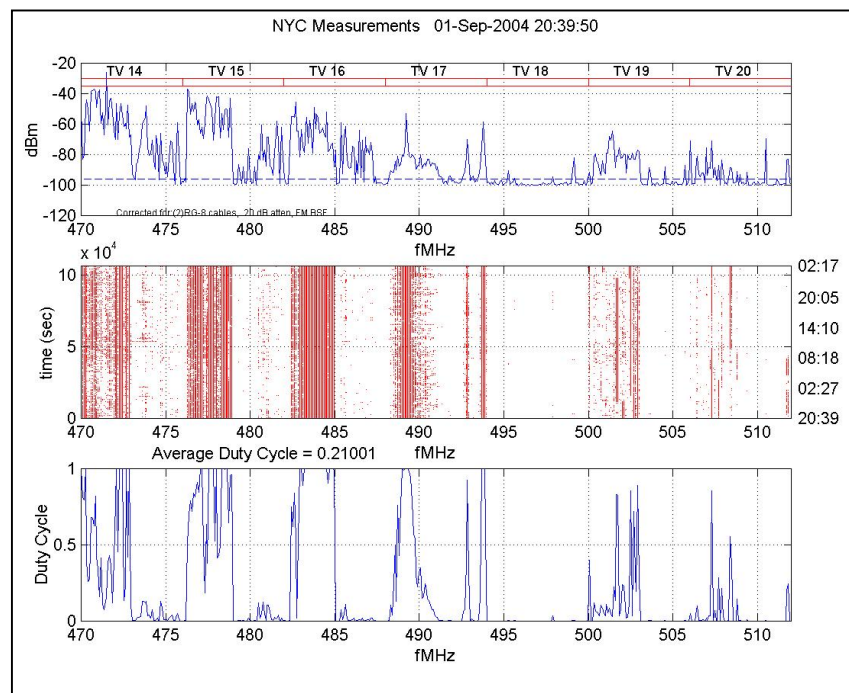 NYC Measurements 01-Sep-2004 20:39:50
-20
TV 14 TV 15 TV 16 TV 17 TV 18 TV 19 TV 20
-40
dBm
-60
-80
-100
-120
Corrected for:(2)RG-8 cables, 20 dB atten, FM BSF
470 475 480 485 490 495 500 505 510
fMHz
x 10^4
10
time (sec)
5
0
02:17
20:05
14:10
08:18
02:27
20:39
470 475 480 485 490 495 500 505 510
Average Duty Cycle = 0.21001
fMHz
1
Duty Cycle
0.5
0
470 475 480 485 490 495 500 505 510
fMHz